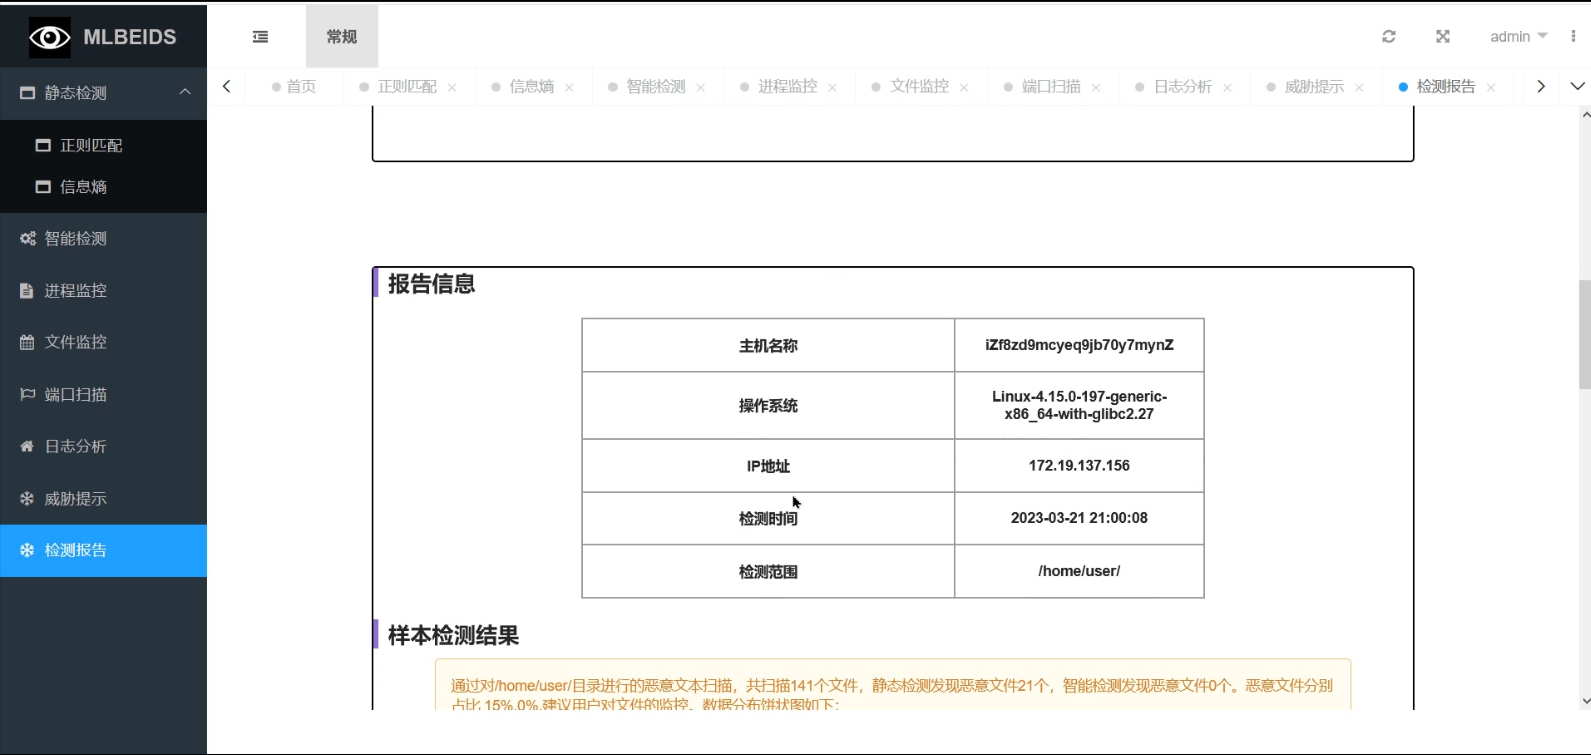 MLBEIDS
常规
admin
静态检测
正则匹配
信息熵
智能检测
进程监控
文件监控
端口扫描
日志分析
威胁提示
检测报告
首页
正则匹配
信息熵
智能检测
进程监控
文件监控
端口扫描
日志分析
威胁提示
检测报告
报告信息
主机名称
iZf8zd9mcyeq9jb70y7mynZ
操作系统
Linux-4.15.0-197-generic-
x86_64-with-glibc2.27
IP地址
172.19.137.156
检测时间
2023-03-21 21:00:08
检测范围
/home/user/
样本检测结果
通过对/home/user/目录进行的恶意文本扫描，共扫描141个文件，静态检测发现恶意文件21个，智能检测发现恶意文件0个。恶意文件分别
占比 15%,0%,建议用户对文件的监控。数据分布饼状图如下：